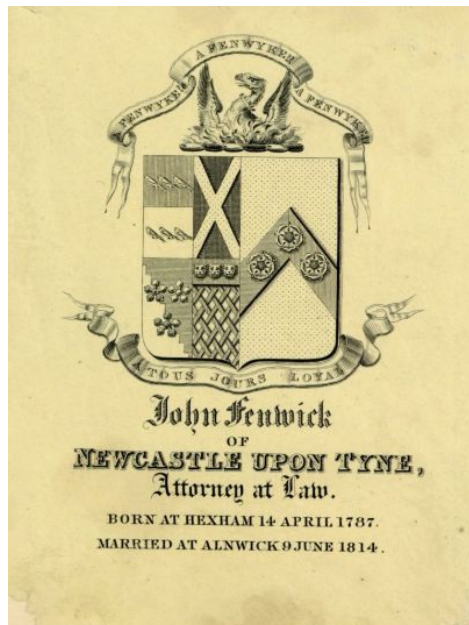 A FENWYKE A FENWYKE A FENWYKE
A TOUS JOURS LOYAL
John Fenwick
OF
NEWCASTLE UPON TYNE,
Attorney at Law.
BORN AT HEXHAM 14 APRIL 1787.
MARRIED AT ALNWICK 9 JUNE 1814.